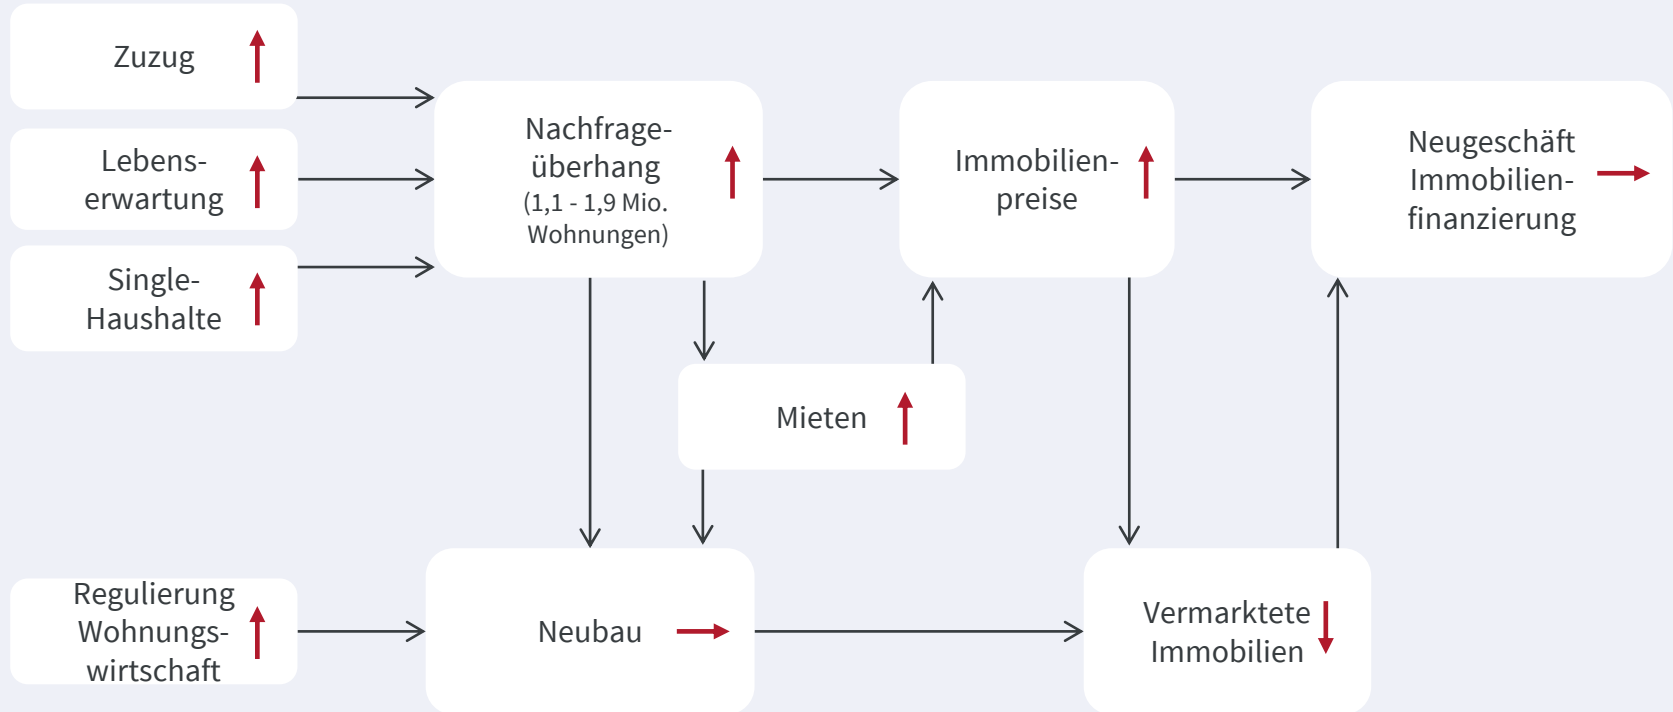 Zuzug
Lebens-
erwartung
Single-
Haushalte
Nachfrage-
überhang
(1,1 - 1,9 Mio.
Wohnungen)
Immobilien-
preise
Neugeschäft
Immobilien-
finanzierung
Mieten
Regulierung
Wohnungs-
wirtschaft
Neubau
Vermarktete
Immobilien